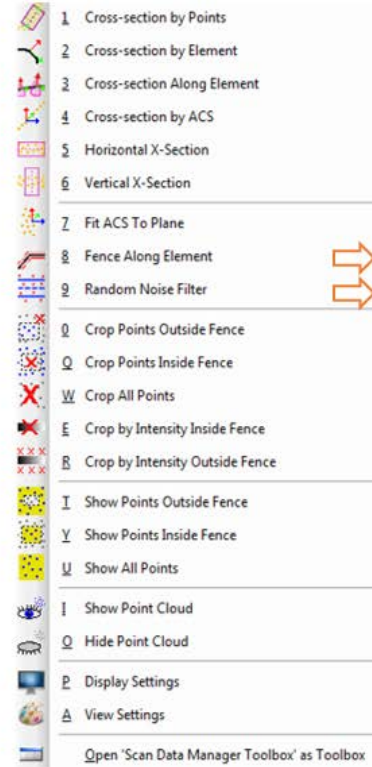 1 Cross-section by Points
2 Cross-section by Element
3 Cross-section Along Element
4 Cross-section by ACS
5 Horizontal X-Section
6 Vertical X-Section
7 Fit ACS To Plane
8 Fence Along Element
9 Random Noise Filter
0 Crop Points Outside Fence
Q Crop Points Inside Fence
W Crop All Points
E Crop by Intensity Inside Fence
R Crop by Intensity Outside Fence
T Show Points Outside Fence
Y Show Points Inside Fence
U Show All Points
I Show Point Cloud
O Hide Point Cloud
P Display Settings
A View Settings
Open 'Scan Data Manager Toolbox' as Toolbox